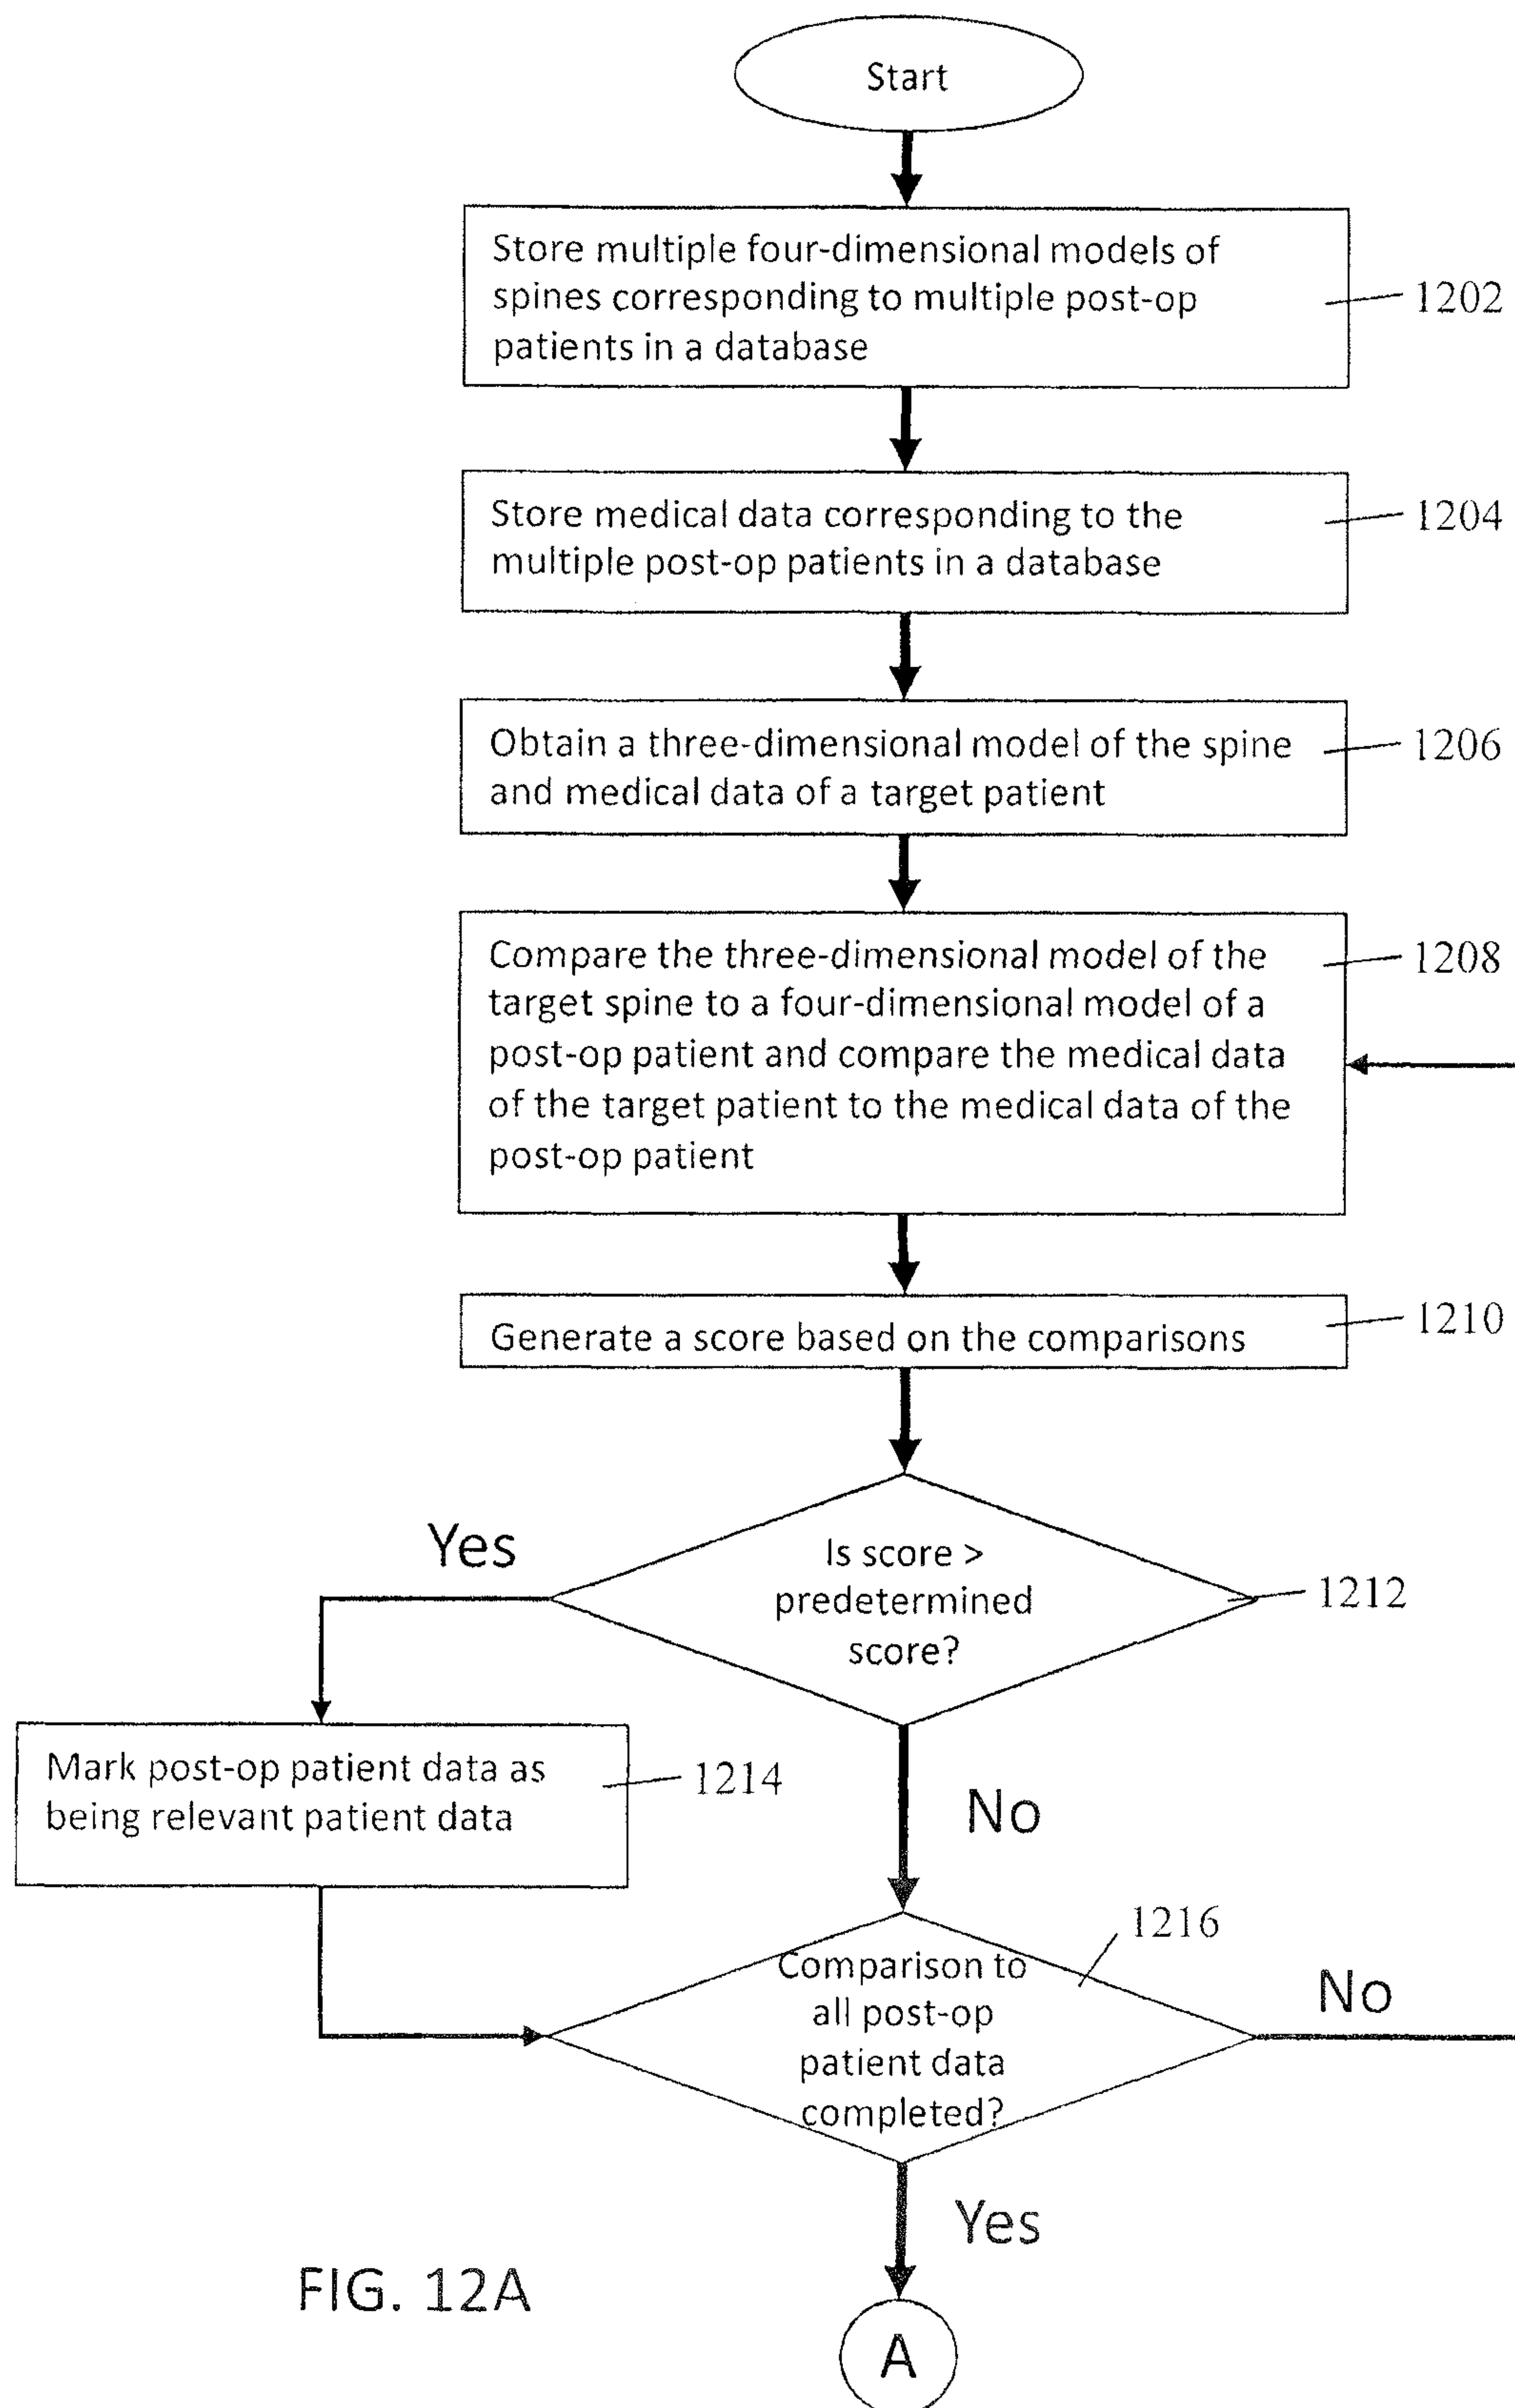 Start
Store multiple four-dimensional models of
spines corresponding to multiple post-op
patients in a database
1202
Store medical data corresponding to the
multiple post-op patients in a database
1204
Obtain a three-dimensional model of the spine
and medical data of a target patient
1206
Compare the three-dimensional model of the
target spine to a four-dimensional model of a
post-op patient and compare the medical data
of the target patient to the medical data of the
post-op patient
1208
Generate a score based on the comparisons
1210
Is score >
predetermined
score?
1212
Yes
Mark post-op patient data as
being relevant patient data
1214
No
Comparison to
all post-op
patient data
completed?
1216
No
Yes
A
FIG. 12A